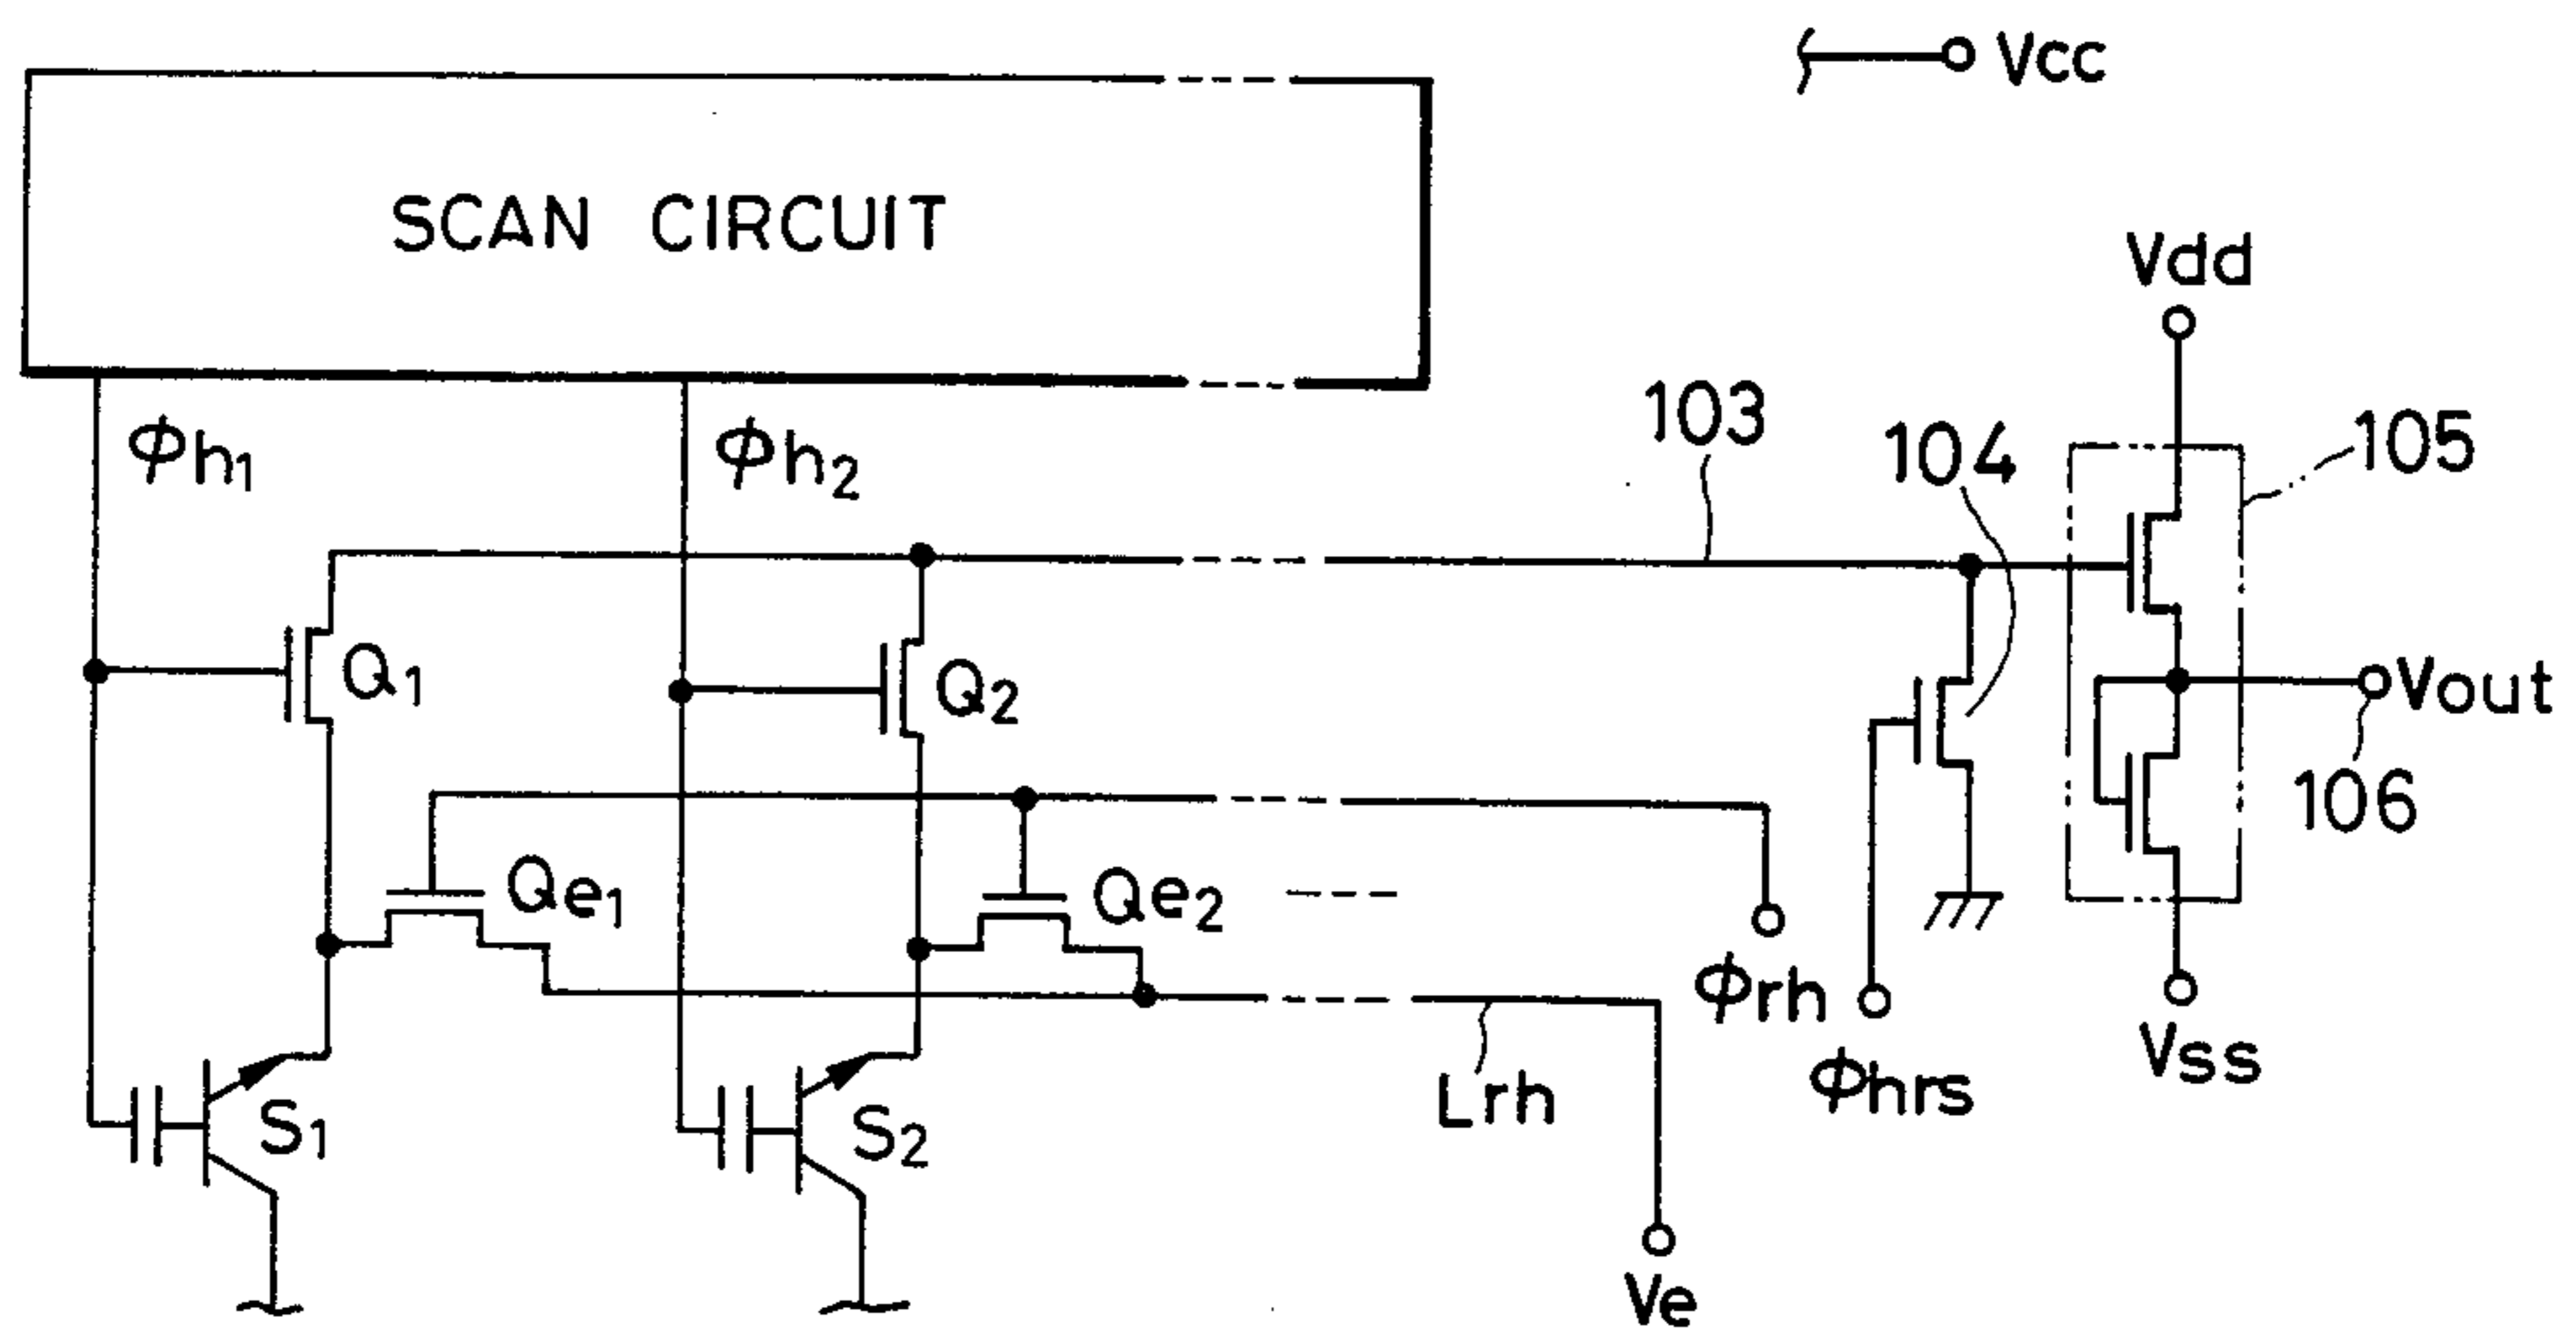 Vcc
SCAN CIRCUIT
Vdd
ϕh1
ϕh2
103
104
105
Q1
Q2
Vout
106
Qe1
Qe2
ϕrh
ϕhrs
Vss
S1
S2
Lrh
Ve